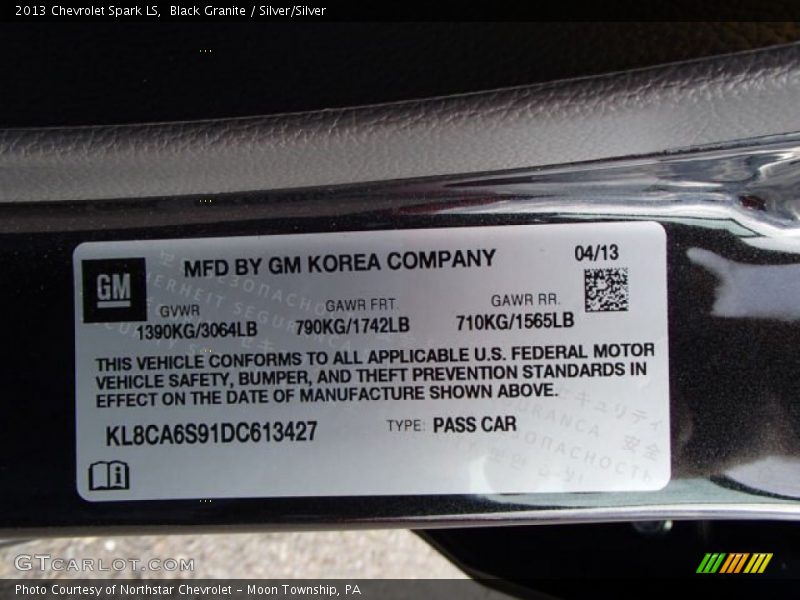 2013 Chevrolet Spark LS, Black Granite / Silver/Silver
GM
MFD BY GM KOREA COMPANY
04/13
GVWR
GAWR FRT.
GAWR RR.
1390KG/3064LB
790KG/1742LB
710KG/1565LB
THIS VEHICLE CONFORMS TO ALL APPLICABLE U.S. FEDERAL MOTOR
VEHICLE SAFETY, BUMPER, AND THEFT PREVENTION STANDARDS IN
EFFECT ON THE DATE OF MANUFACTURE SHOWN ABOVE.
KL8CA6S91DC613427
TYPE: PASS CAR
GTCARLOT.COM
Photo Courtesy of Northstar Chevrolet - Moon Township, PA